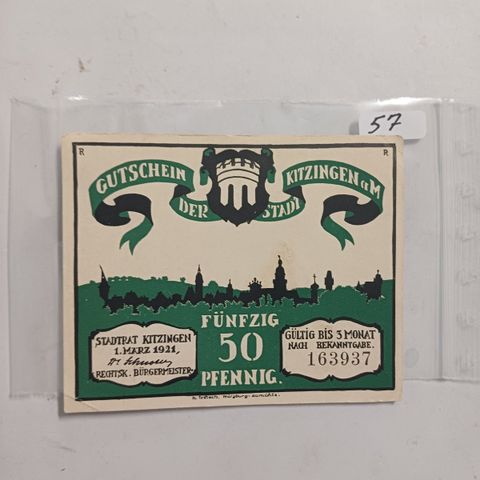 57
R R
GUTSCHEIN KITZINGEN a/M
DER STADT
FÜNFZIG
50
PFENNIG.
STADTRAT KITZINGEN
1. MÄRZ 1921,
RECHTSK. BÜRGERMEISTER.
GÜLTIG BIS 3 MONAT
NACH BEKANNTGABE.
163937